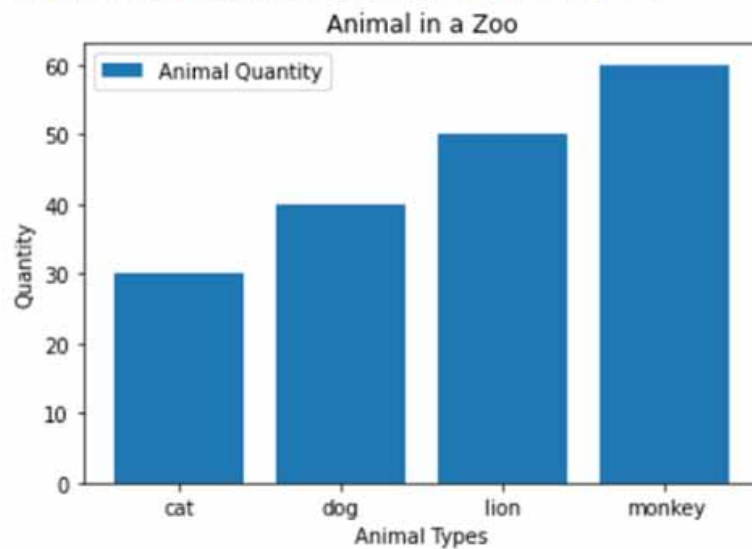 Animal in a Zoo
Animal Quantity
60
50
40
30
20
10
0
Quantity
cat dog lion monkey
Animal Types